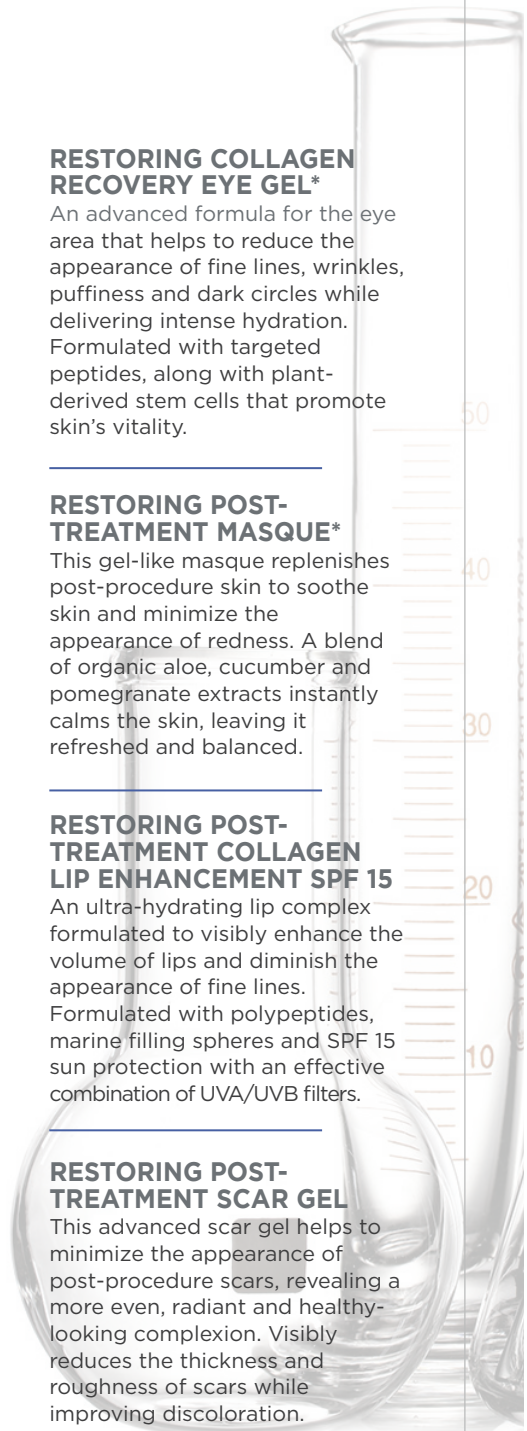 RESTORING COLLAGEN
RECOVERY EYE GEL*
An advanced formula for the eye
area that helps to reduce the
appearance of fine lines, wrinkles,
puffiness and dark circles while
delivering intense hydration.
Formulated with targeted
peptides, along with plant-
derived stem cells that promote
skin's vitality.
RESTORING POST-
TREATMENT MASQUE*
This gel-like masque replenishes
post-procedure skin to soothe
skin and minimize the
appearance of redness. A blend
of organic aloe, cucumber and
pomegranate extracts instantly
calms the skin, leaving it
refreshed and balanced.
RESTORING POST-
TREATMENT COLLAGEN
LIP ENHANCEMENT SPF 15
An ultra-hydrating lip complex
formulated to visibly enhance the
volume of lips and diminish the
appearance of fine lines.
Formulated with polypeptides,
marine filling spheres and SPF 15
sun protection with an effective
combination of UVA/UVB filters.
RESTORING POST-
TREATMENT SCAR GEL
This advanced scar gel helps to
minimize the appearance of
post-procedure scars, revealing a
more even, radiant and healthy-
looking complexion. Visibly
reduces the thickness and
roughness of scars while
improving discoloration.
50
40
30
20
10